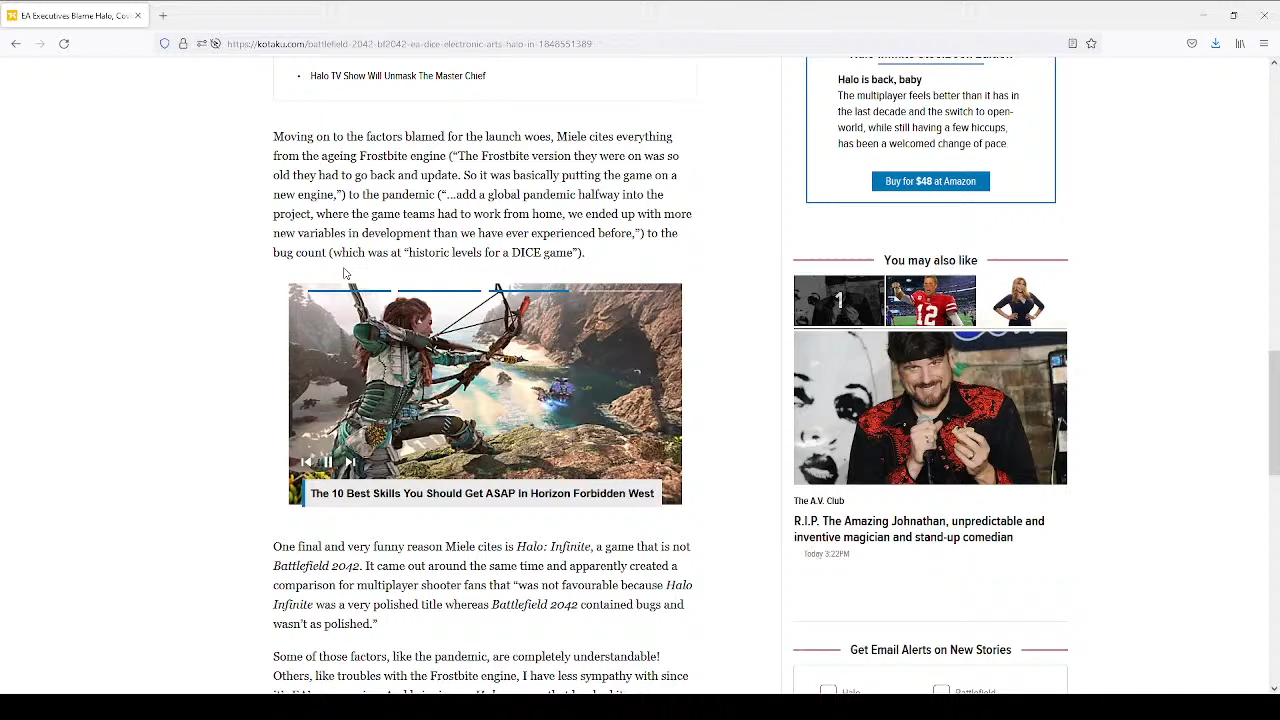 EA Executives Blame Halo, Cov
https://kotaku.com/battlefield-2042-bf2042-ea-dice-electronic-arts-halo-in-1848551389
• Halo TV Show Will Unmask The Master Chief
Moving on to the factors blamed for the launch woes, Miele cites everything
from the ageing Frostbite engine (“The Frostbite version they were on was so
old they had to go back and update. So it was basically putting the game on a
new engine,”) to the pandemic (“...add a global pandemic halfway into the
project, where the game teams had to work from home, we ended up with more
new variables in development than we have ever experienced before,”) to the
bug count (which was at “historic levels for a DICE game”).
The 10 Best Skills You Should Get ASAP In Horizon Forbidden West
One final and very funny reason Miele cites is Halo: Infinite, a game that is not
Battlefield 2042. It came out around the same time and apparently created a
comparison for multiplayer shooter fans that “was not favourable because Halo
Infinite was a very polished title whereas Battlefield 2042 contained bugs and
wasn’t as polished.”
Some of those factors, like the pandemic, are completely understandable!
Others, like troubles with the Frostbite engine, I have less sympathy with since
Halo is back, baby
The multiplayer feels better than it has in
the last decade and the switch to open-
world, while still having a few hiccups,
has been a welcomed change of pace.
Buy for $48 at Amazon
You may also like
1
12
The A.V. Club
R.I.P. The Amazing Johnathan, unpredictable and
inventive magician and stand-up comedian
Today 3:22PM
Get Email Alerts on New Stories
Halo
Battlefield